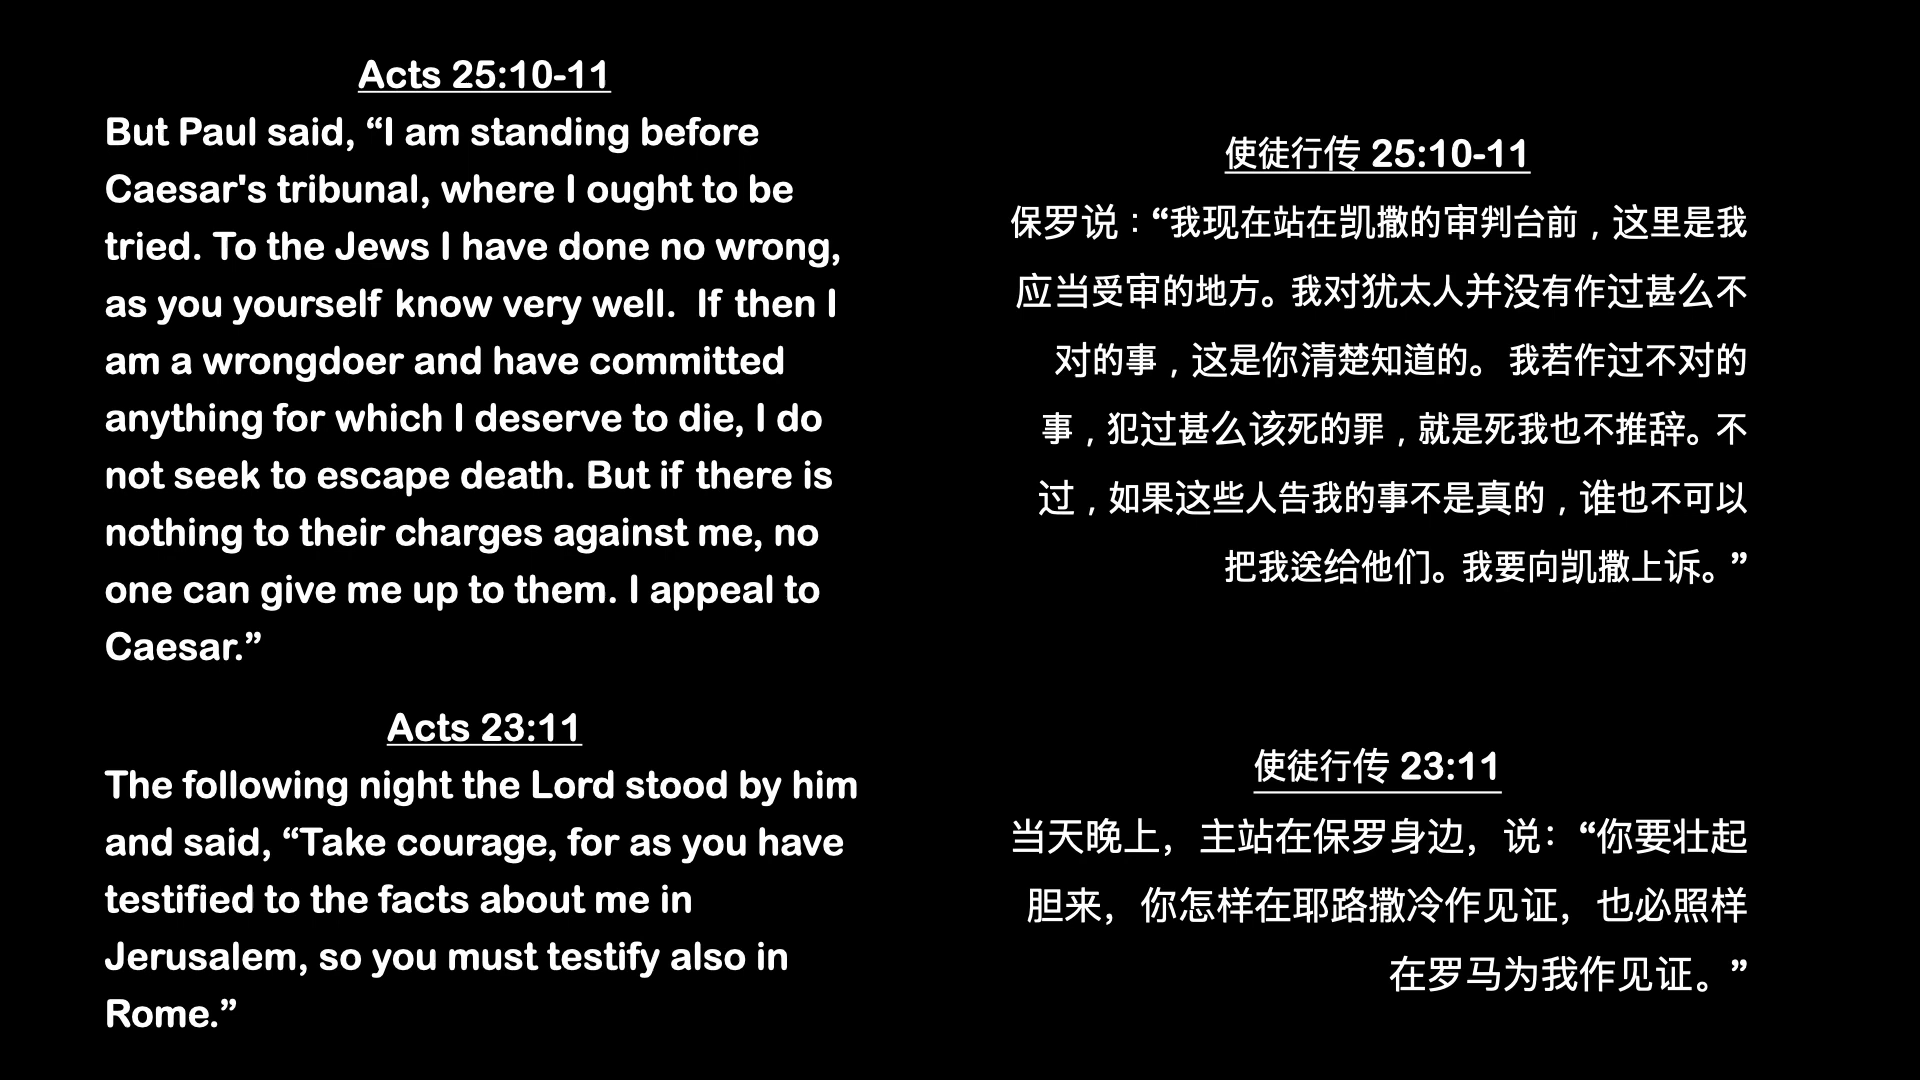 Acts 25:10-11
But Paul said, “I am standing before
Caesar's tribunal, where I ought to be
tried. To the Jews I have done no wrong,
as you yourself know very well.  If then I
am a wrongdoer and have committed
anything for which I deserve to die, I do
not seek to escape death. But if there is
nothing to their charges against me, no
one can give me up to them. I appeal to
Caesar.”
Acts 23:11
The following night the Lord stood by him
and said, “Take courage, for as you have
testified to the facts about me in
Jerusalem, so you must testify also in
Rome.”
使徒行传 25:10-11
保罗说：“我现在站在凯撒的审判台前，这里是我
应当受审的地方。我对犹太人并没有作过甚么不
对的事，这是你清楚知道的。 我若作过不对的
事，犯过甚么该死的罪，就是死我也不推辞。不
过，如果这些人告我的事不是真的，谁也不可以
把我送给他们。我要向凯撒上诉。”
使徒行传 23:11
当天晚上，主站在保罗身边，说：“你要壮起
胆来，你怎样在耶路撒冷作见证，也必照样
在罗马为我作见证。”